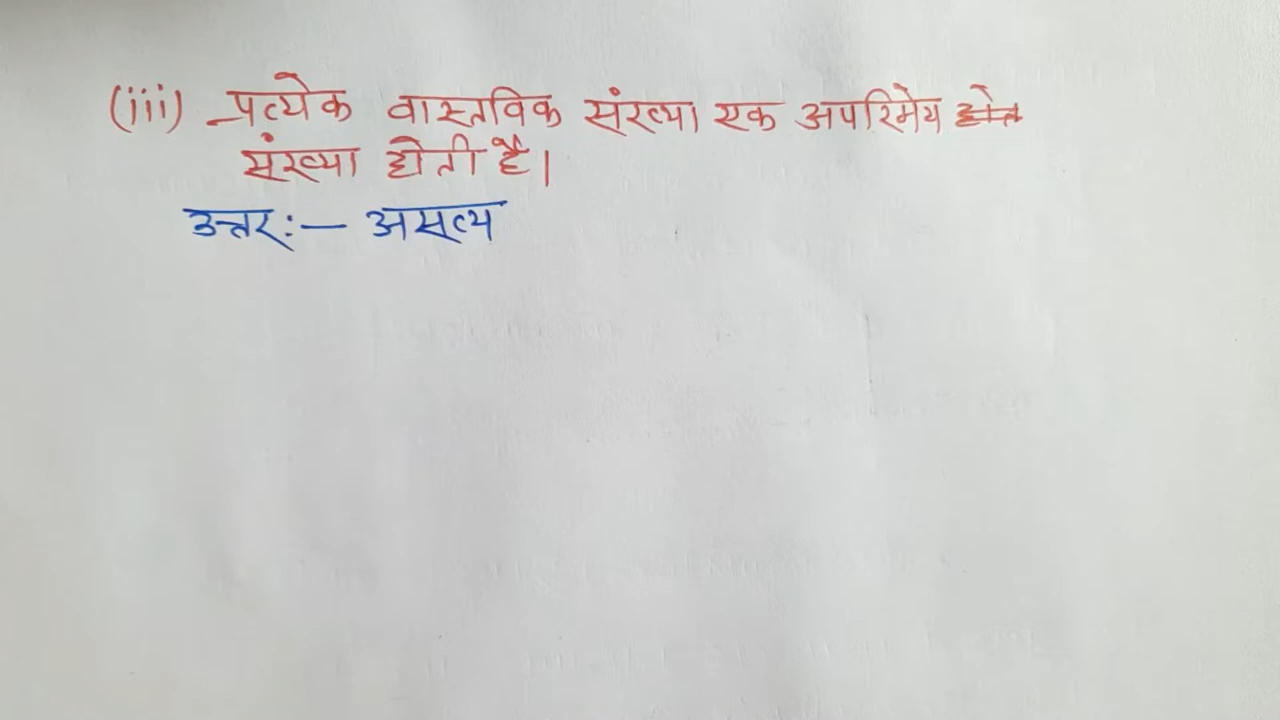 (iii) प्रत्येक वास्तविक संख्या एक अपरिमेय
संख्या होती है।
उत्तर:- असत्य